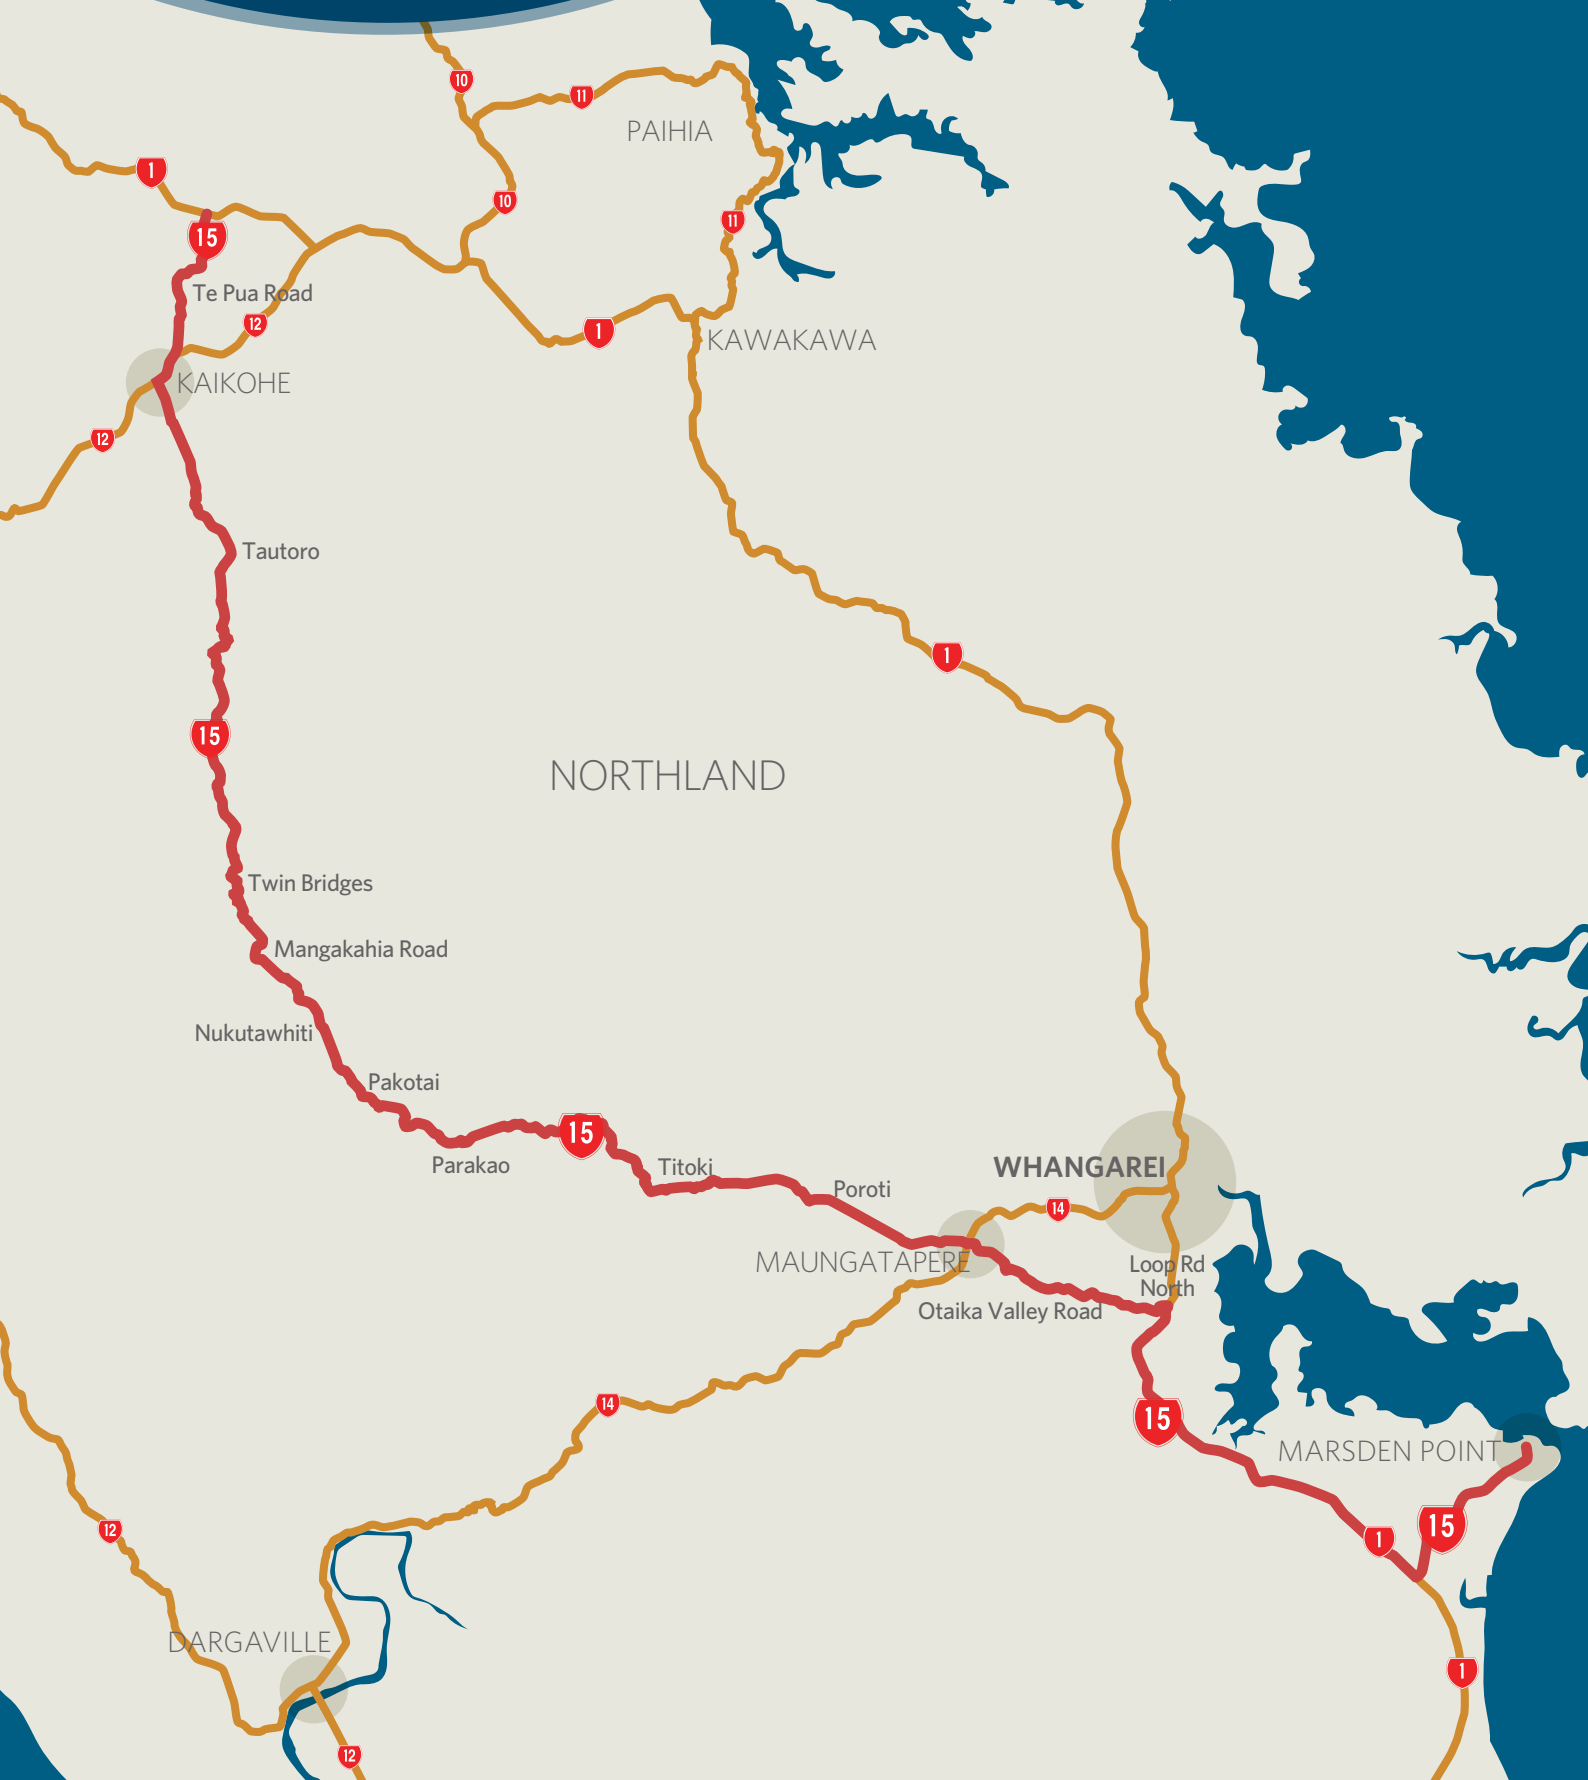 10
11
PAIHIA
1
10
11
15
Te Pua Road
12
1
KAWAKAWA
KAIKOHE
12
Tautoro
1
15
NORTHLAND
Twin Bridges
Mangakahia Road
Nukutawhiti
Pakotai
15
Parakao
Titoki
WHANGAREI
Poroti
14
MAUNGATAPERE
Loop Rd
North
Otaika Valley Road
14
15
MARSDEN POINT
15
1
12
DARGAVILLE
1
12